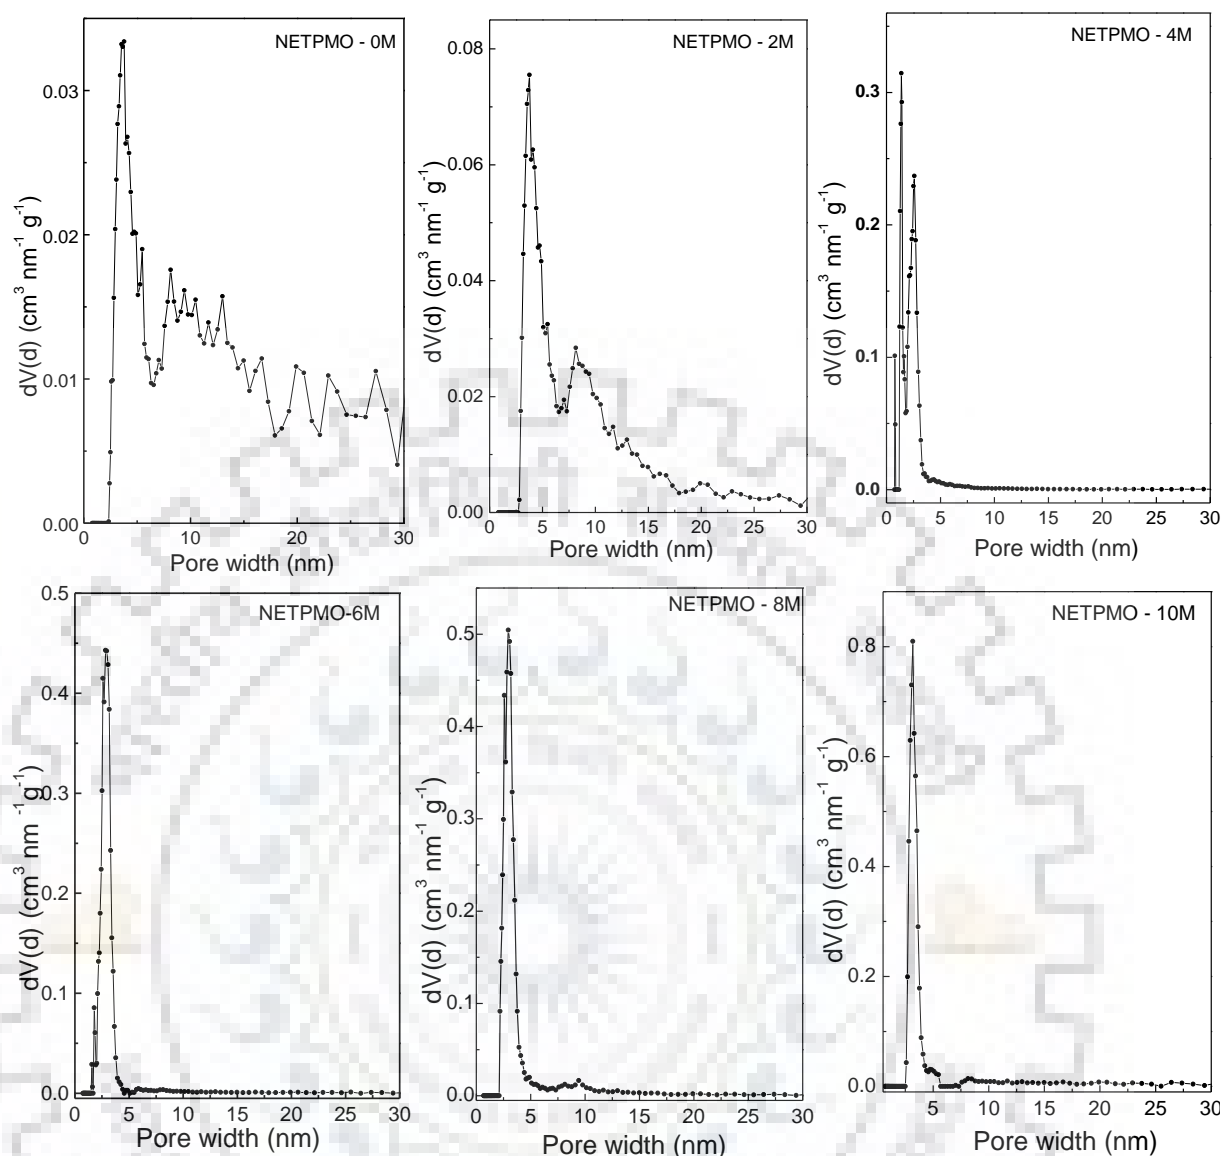 NETPMO - 0M
dV(d) (cm³ nm⁻¹ g⁻¹)
0.03
0.02
0.01
0.00
0 10 20 30
Pore width (nm)
NETPMO - 2M
dV(d) (cm³ nm⁻¹ g⁻¹)
0.08
0.06
0.04
0.02
0.00
0 5 10 15 20 25 30
Pore width (nm)
NETPMO - 4M
dV(d) (cm³ nm⁻¹ g⁻¹)
0.3
0.2
0.1
0.0
0 5 10 15 20 25 30
Pore width (nm)
NETPMO-6M
dV(d) (cm³ nm⁻¹ g⁻¹)
0.5
0.4
0.3
0.2
0.1
0.0
0 5 10 15 20 25 30
Pore width (nm)
NETPMO - 8M
dV(d) (cm³ nm⁻¹ g⁻¹)
0.5
0.4
0.3
0.2
0.1
0.0
0 5 10 15 20 25 30
Pore width (nm)
NETPMO - 10M
dV(d) (cm³ nm⁻¹ g⁻¹)
0.8
0.6
0.4
0.2
0.0
5 10 15 20 25 30
Pore width (nm)